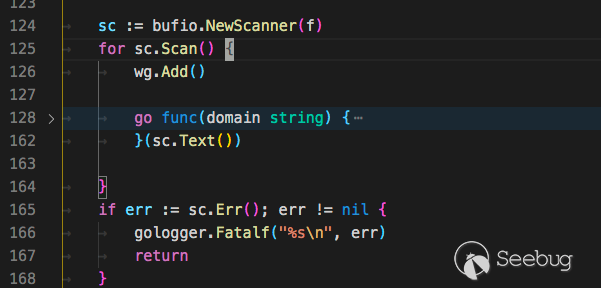 124 sc := bufio.NewScanner(f)
125 for sc.Scan() {
126 wg.Add()
127
128 go func(domain string) {⋯
162 }(sc.Text())
163
164 }
165 if err := sc.Err(); err != nil {
166 gologger.Fatalf("%s\n", err)
167 return
168 }
Seebug